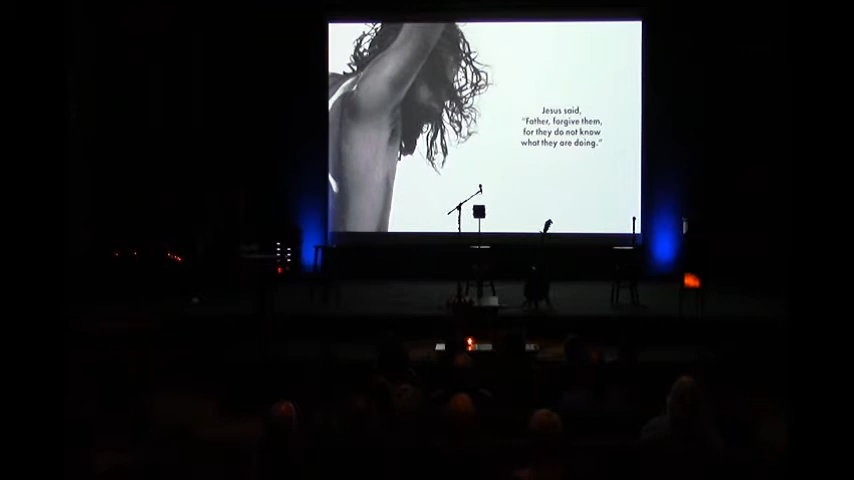 Jesus said,
"Father, forgive them,
for they do not know
what they are doing."